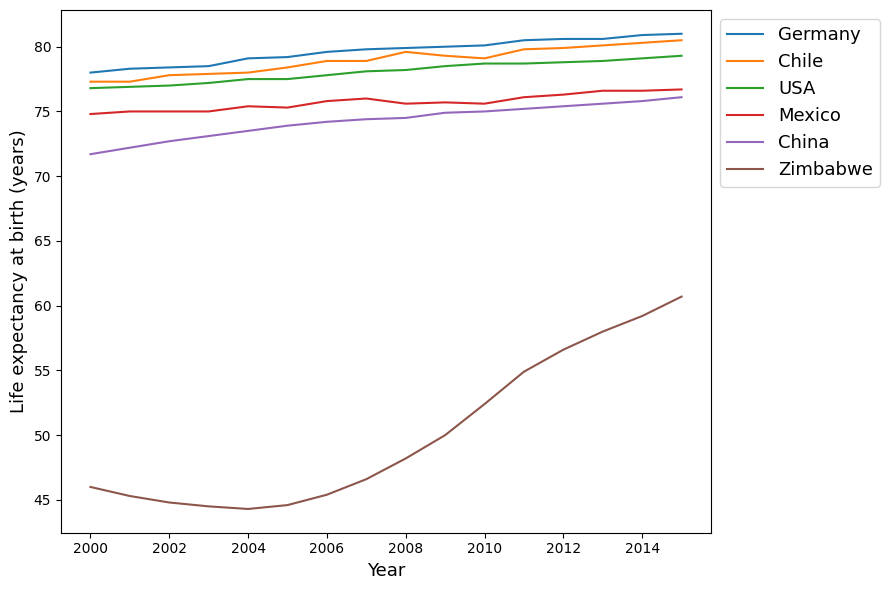 Life expectancy at birth (years)
80
75
70
65
60
55
50
45
2000 2002 2004 2006 2008 2010 2012 2014
Year
Germany
Chile
USA
Mexico
China
Zimbabwe